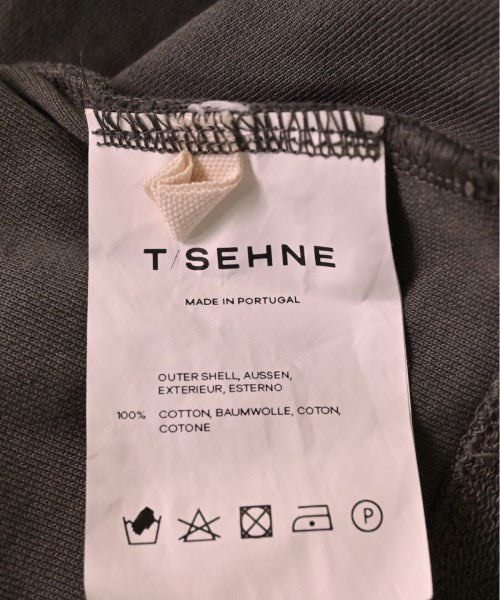 T/SEHNE
MADE IN PORTUGAL
OUTER SHELL, AUSSEN,
EXTERIEUR, ESTERNO
100% COTTON, BAUMWOLLE, COTON,
COTONE
P